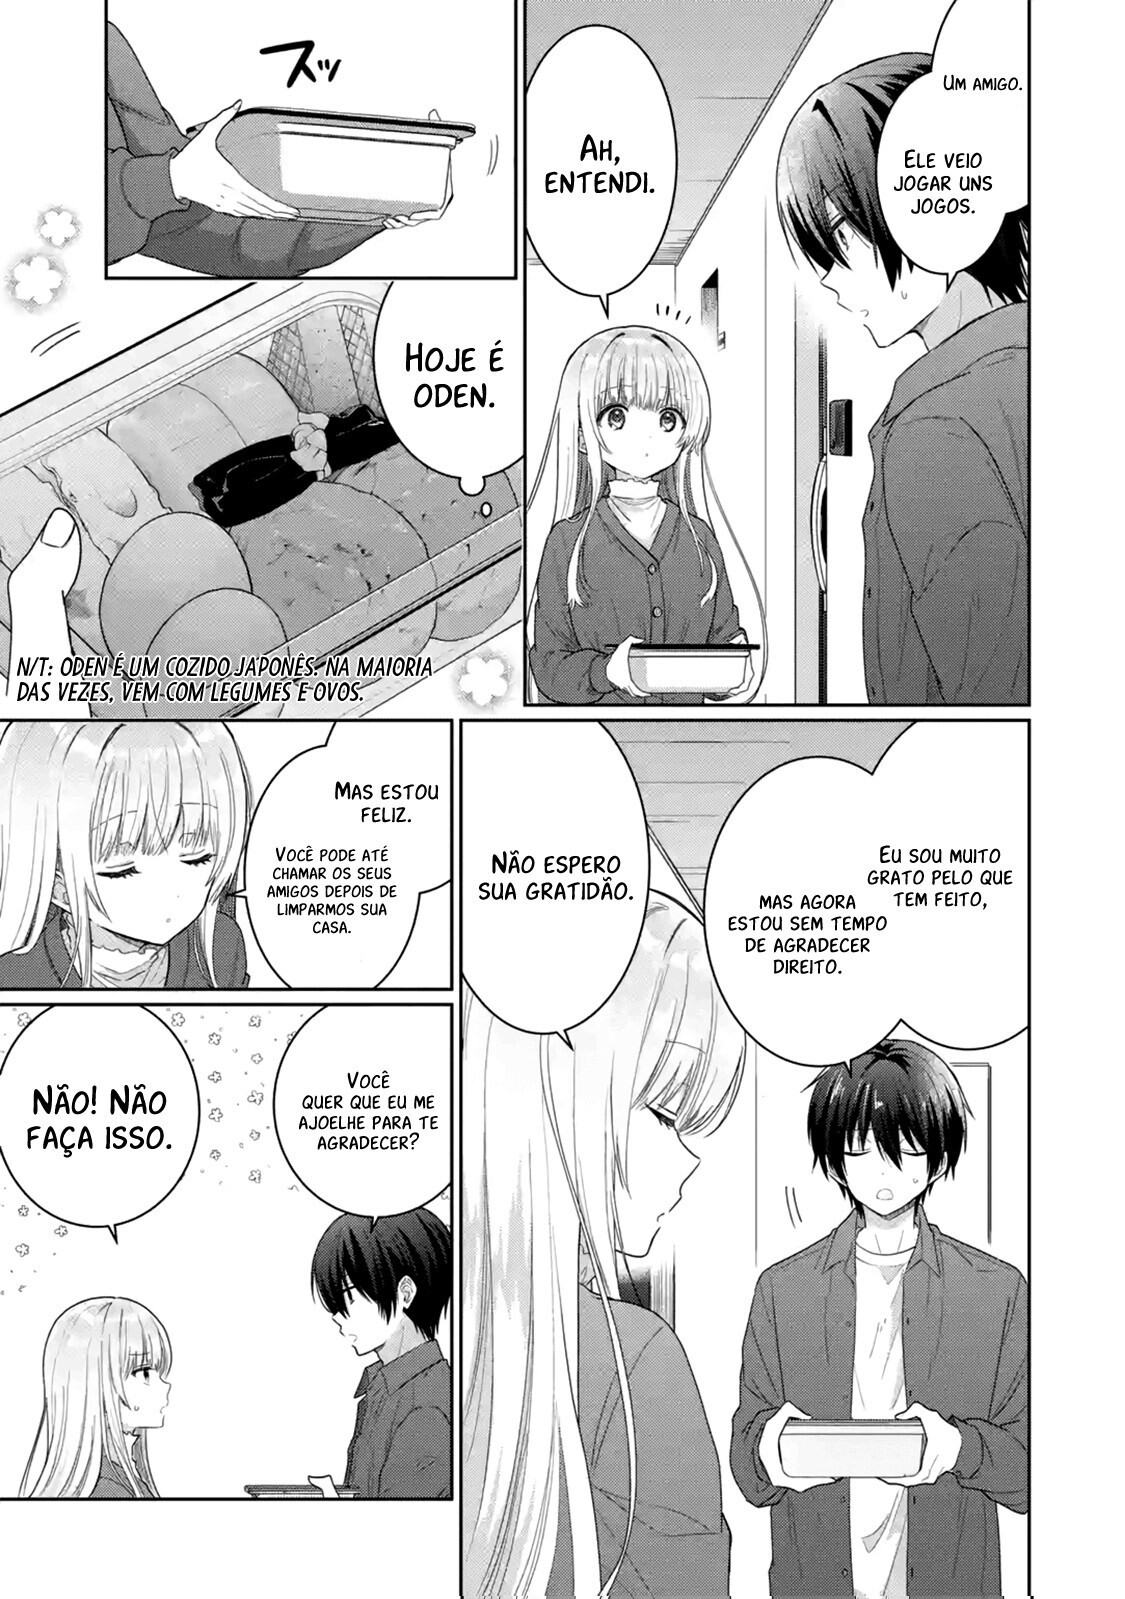 UM AMIGO.
ELE VEIO
JOGAR UNS
JOGOS.
AH,
ENTENDI.
スッ
HOJE É
ODEN.
N/T: ODEN É UM COZIDO JAPONÊS. NA MAIORIA
DAS VEZES, VEM COM LEGUMES E OVOS.
EU SOU MUITO
GRATO PELO QUE
TEM FEITO,
MAS AGORA
ESTOU SEM TEMPO
DE AGRADECER
DIREITO.
NÃO ESPERO
SUA GRATIDÃO.
MAS ESTOU
FELIZ.
VOCÊ PODE ATÉ
CHAMAR OS SEUS
AMIGOS DEPOIS DE
LIMPARMOS SUA
CASA.
VOCÊ
QUER QUE EU ME
AJOELHE PARA TE
AGRADECER?
NÃO! NÃO
FAÇA ISSO.